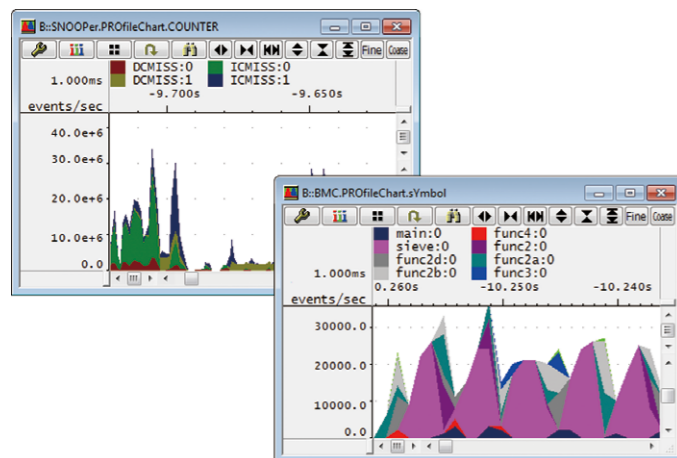 B::SNOOPer.PROfileChart.COUNTER
Fine Coarse
DCMISS:0 ICMISS:0
1.000ms DCMISS:1 ICMISS:1
-9.700s -9.650s
events/sec
40.0e+6
30.0e+6
20.0e+6
10.0e+6
0.0
B::BMC.PROfileChart.sYmbol
Fine Coarse
main:0 func4:0
sieve:0 func2:0
func2d:0 func2a:0
1.000ms func2b:0 func3:0
events/sec 0.260s -10.250s -10.240s
30000.0
20000.0
10000.0
0.0